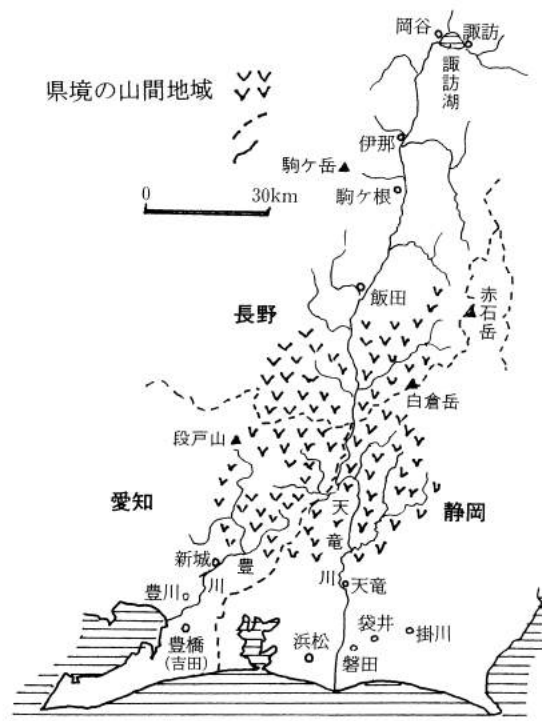 岡谷
諏訪
諏訪湖
県境の山間地域
伊那
駒ケ岳
駒ケ根
0 30km
飯田
赤石岳
長野
白倉岳
段戸山
愛知
静岡
天竜川
豊川
新城
天竜
豊川
豊橋
(吉田)
浜松
袋井
掛川
磐田